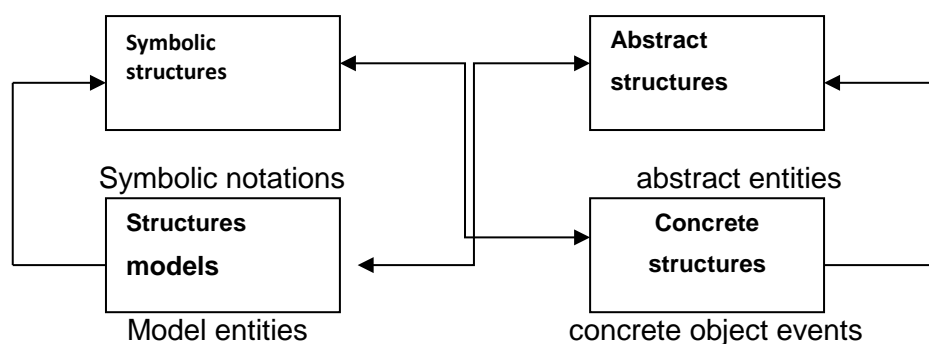 Symbolic
structures
Abstract
structures
Symbolic notations
abstract entities
Structures
models
Concrete
structures
Model entities
concrete object events